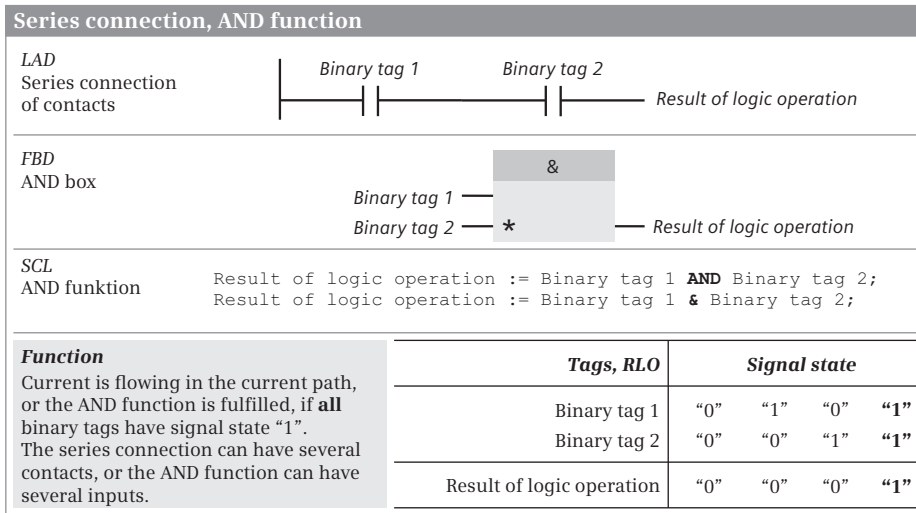 Series connection, AND function
LAD
Series connection
of contacts
Binary tag 1
Binary tag 2
Result of logic operation
FBD
AND box
&
Binary tag 1
Binary tag 2
*
Result of logic operation
SCL
AND funktion
Result of logic operation := Binary tag 1 AND Binary tag 2;
Result of logic operation := Binary tag 1 & Binary tag 2;
Function
Current is flowing in the current path,
or the AND function is fulfilled, if all
binary tags have signal state “1”.
The series connection can have several
contacts, or the AND function can have
several inputs.
Tags, RLO Signal state
Binary tag 1 “0” “1” “0” “1”
Binary tag 2 “0” “0” “1” “1”
Result of logic operation “0” “0” “0” “1”